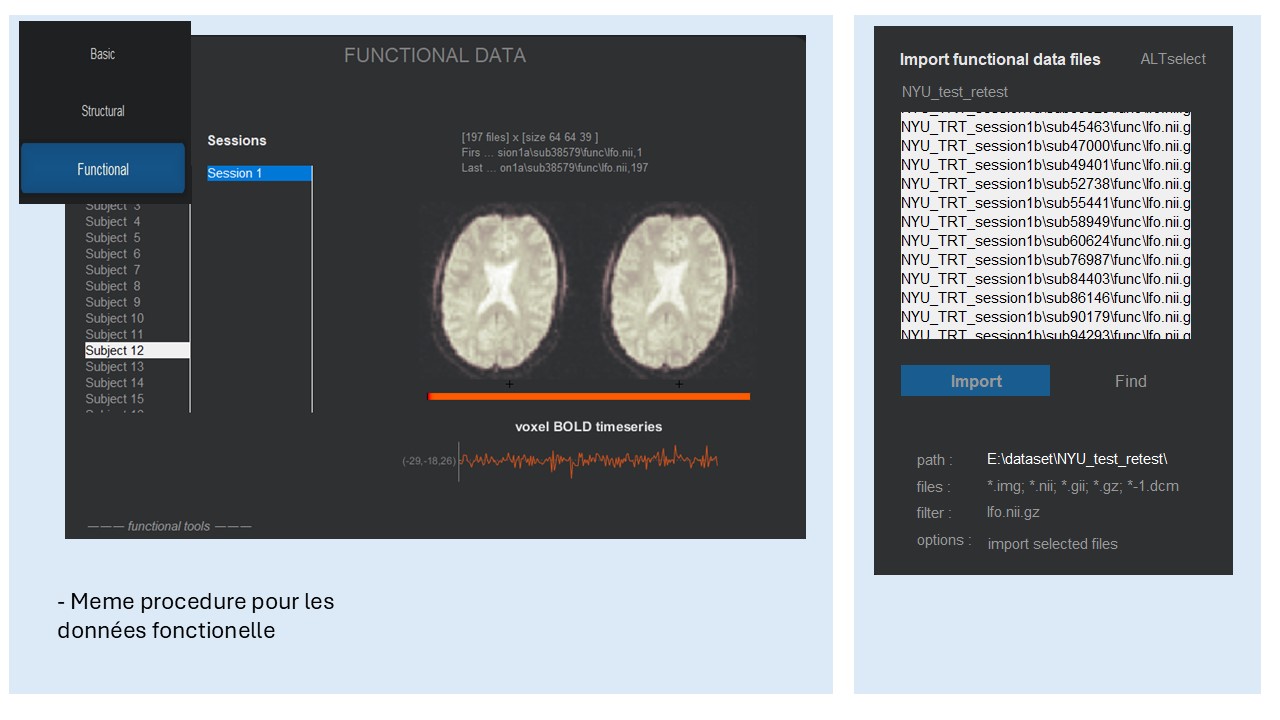 Basic
Structural
Functional
FUNCTIONAL DATA
Sessions
Session 1
[197 files] x [size 64 64 39 ]
Firs ... sion1a\sub38579\func\lfo.nii,1
Last ... on1a\sub38579\func\lfo.nii,197
Subject 3
Subject 4
Subject 5
Subject 6
Subject 7
Subject 8
Subject 9
Subject 10
Subject 11
Subject 12
Subject 13
Subject 14
Subject 15
voxel BOLD timeseries
(-29,-18,26)
——— functional tools ———
- Meme procedure pour les
données fonctionelle
Import functional data files
ALTselect
NYU_test_retest
NYU_TRT_session1b\sub45463\func\lfo.nii.g
NYU_TRT_session1b\sub47000\func\lfo.nii.g
NYU_TRT_session1b\sub49401\func\lfo.nii.g
NYU_TRT_session1b\sub52738\func\lfo.nii.g
NYU_TRT_session1b\sub55441\func\lfo.nii.g
NYU_TRT_session1b\sub58949\func\lfo.nii.g
NYU_TRT_session1b\sub60624\func\lfo.nii.g
NYU_TRT_session1b\sub76987\func\lfo.nii.g
NYU_TRT_session1b\sub84403\func\lfo.nii.g
NYU_TRT_session1b\sub86146\func\lfo.nii.g
NYU_TRT_session1b\sub90179\func\lfo.nii.g
NYU_TRT_session1b\sub94293\func\lfo.nii.g
Import
Find
path : E:\dataset\NYU_test_retest\
files : *.img; *.nii; *.gii; *.gz; *-1.dcm
filter : lfo.nii.gz
options : import selected files